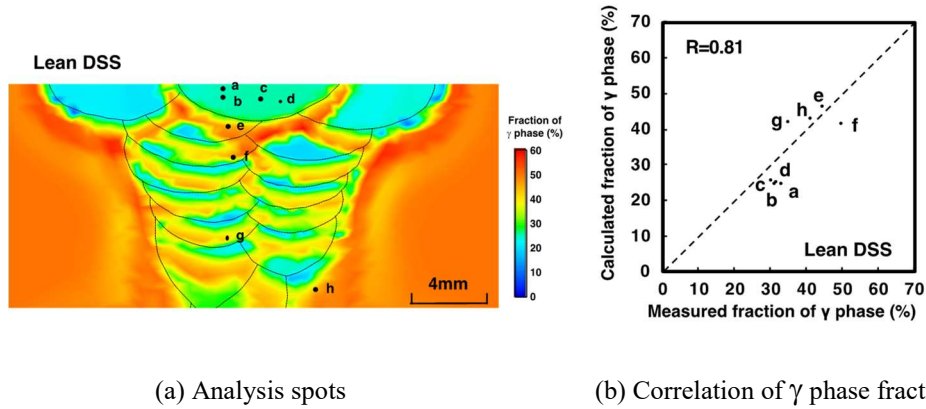 Lean DSS
a
b
c
d
e
f
g
h
4mm
Fraction of
γ phase (%)
60
50
40
30
20
10
0
Calculated fraction of γ phase (%)
70
60
50
40
30
20
10
0
R=0.81
e
h
g
f
d
c
a
b
Lean DSS
0 10 20 30 40 50 60 70
Measured fraction of γ phase (%)
(a) Analysis spots
(b) Correlation of γ phase fract